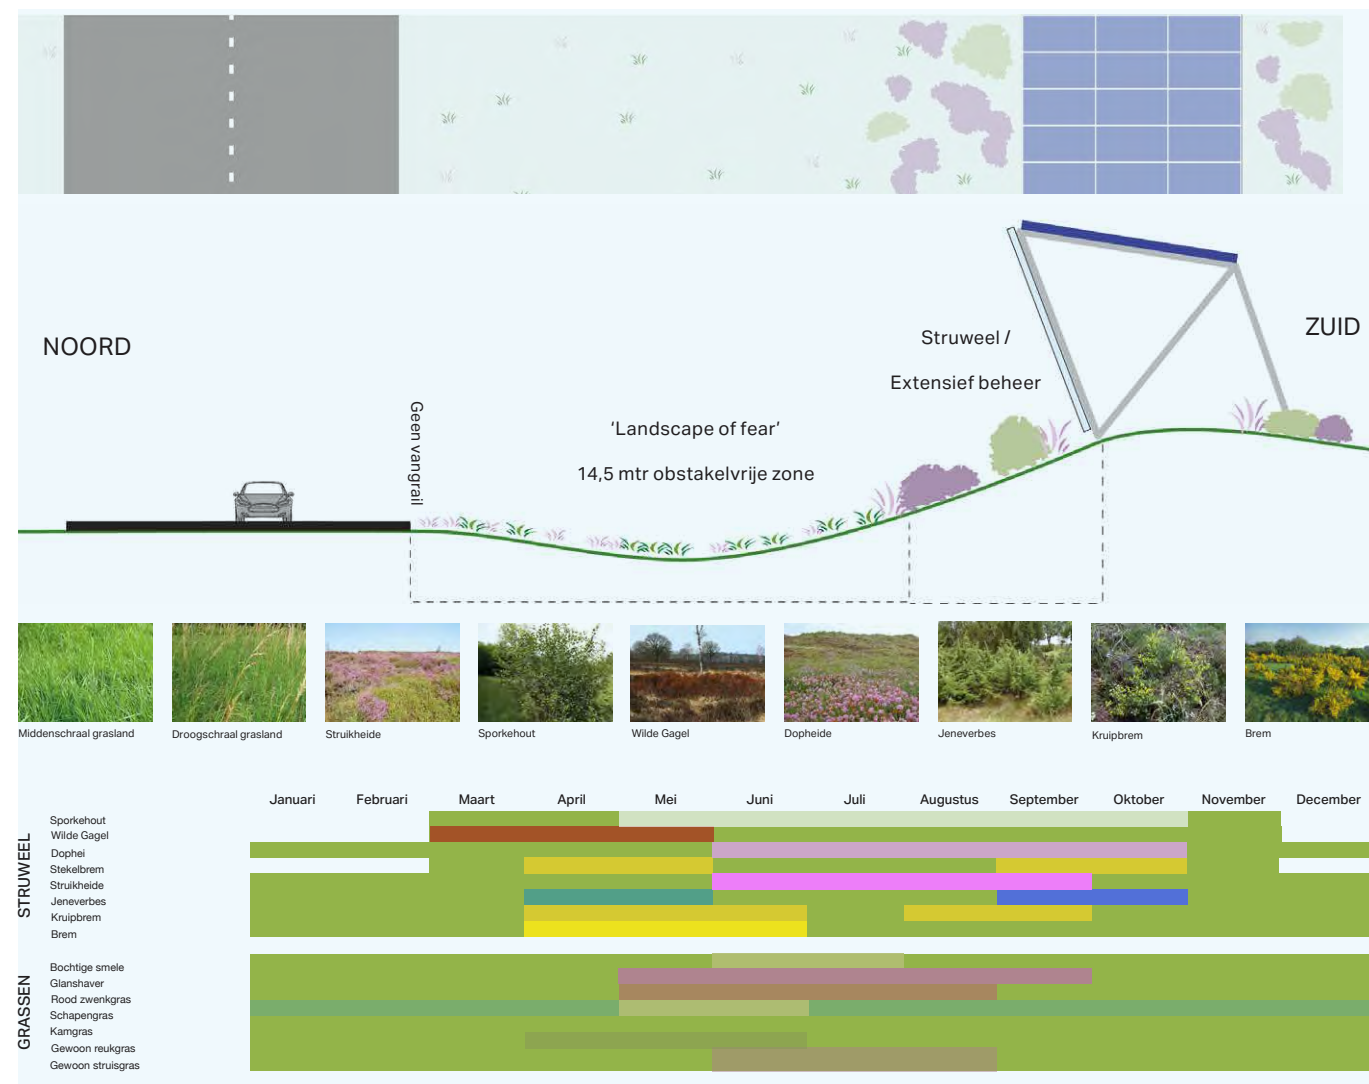 NOORD
Geen vangrail
'Landscape of fear'
14,5 mtr obstakelvrije zone
Struweel /
Extensief beheer
ZUID
Middenschraal grasland
Droogschraal grasland
Struikheide
Sporkehout
Wilde Gagel
Dopheide
Jeneverbes
Kruipbrem
Brem
Januari Februari Maart April Mei Juni Juli Augustus September Oktober November December
STRUWEEL
Sporkehout
Wilde Gagel
Dophei
Stekelbrem
Struikheide
Jeneverbes
Kruipbrem
Brem
GRASSEN
Bochtige smele
Glanshaver
Rood zwenkgras
Schapengras
Kamgras
Gewoon reukgras
Gewoon struisgras